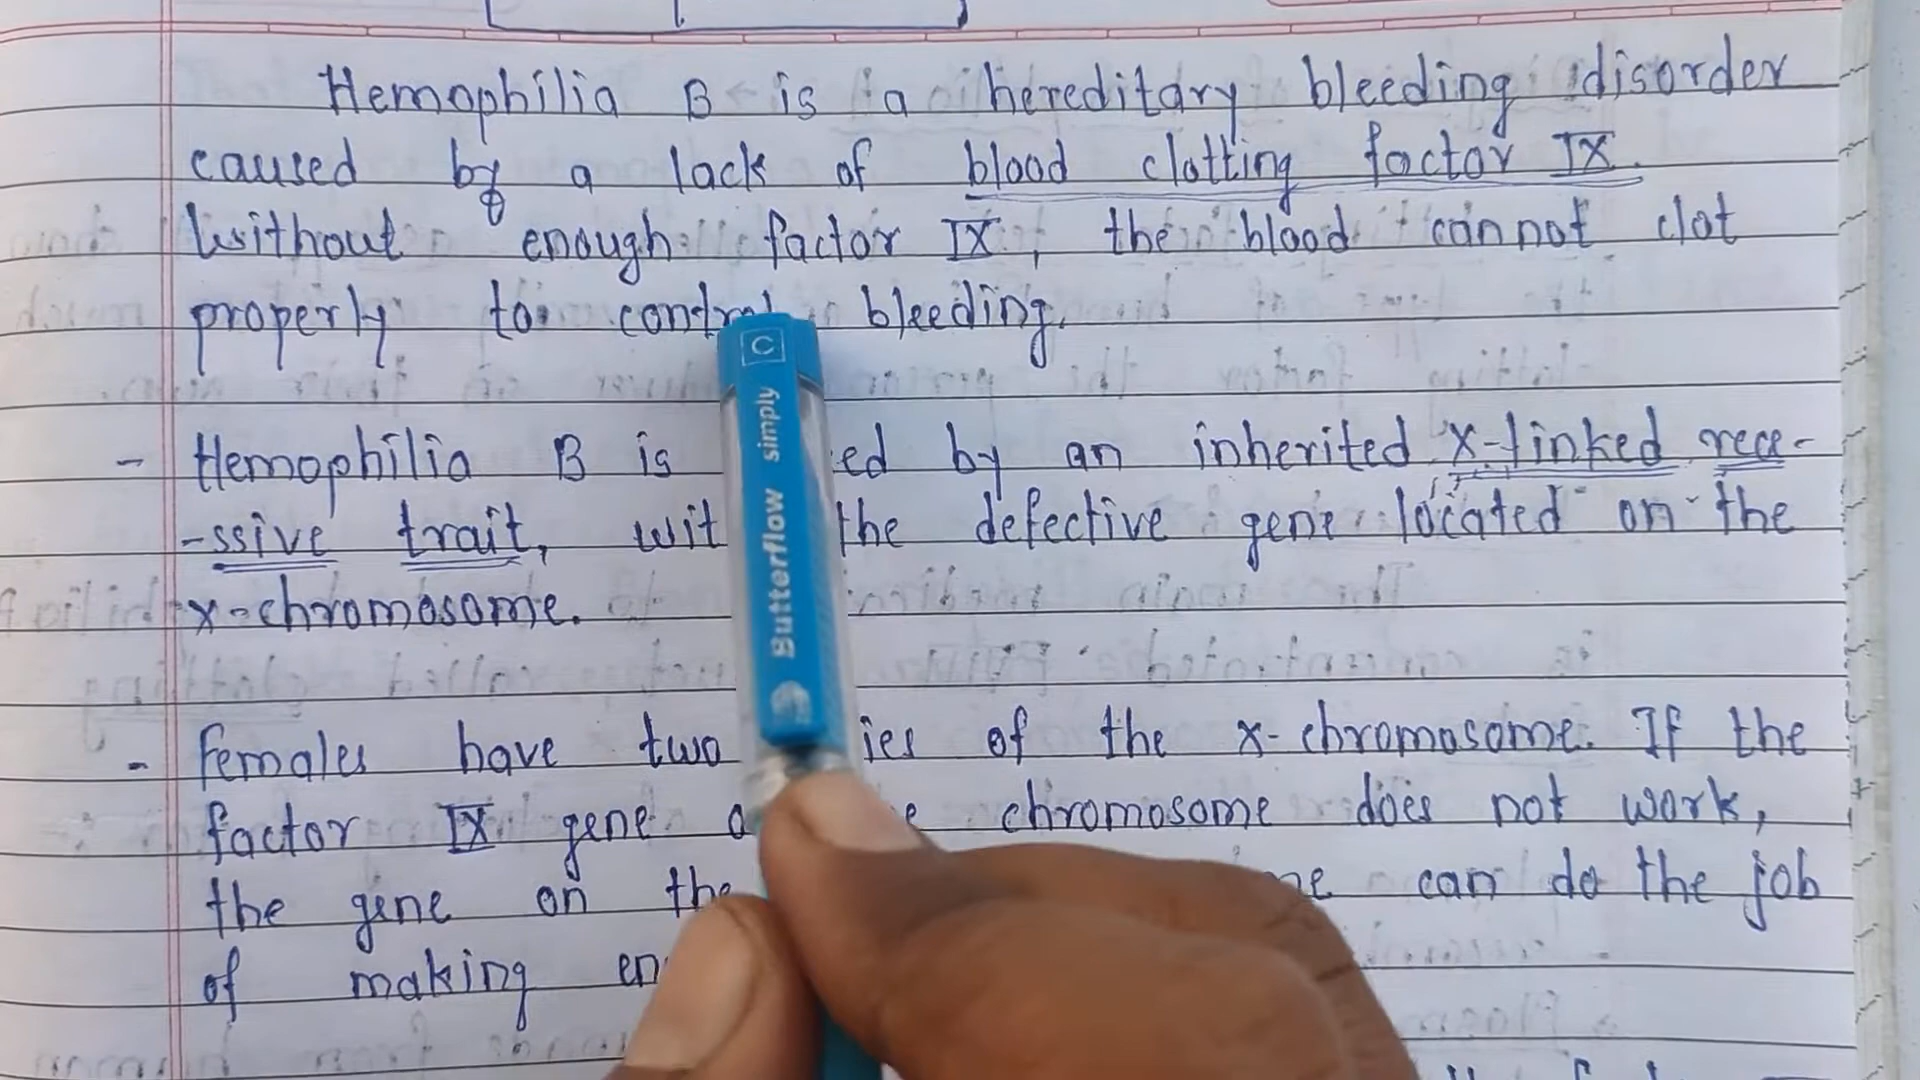 Hemophilia B is a hereditary bleeding disorder
caused by a lack of blood clotting factor IX.
Without enough factor IX, the blood cannot clot
properly to control bleeding.
- Hemophilia B is ed by an inherited X-linked rece-
-ssive trait, wit the defective gene located on the
x-chromosome.
- Females have two ies of the x-chromosome. If the
factor IX gene chromosome does not work,
the gene on the can do the job
of making
C
simply
Butterflow